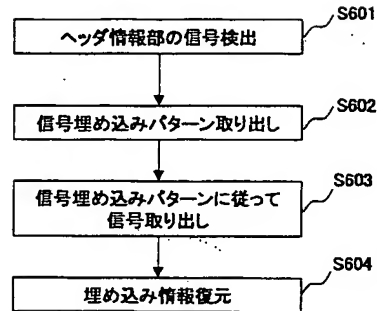 S601
ヘッダ情報部の信号検出
S602
信号埋め込みパターン取り出し
S603
信号埋め込みパターンに従って
信号取り出し
S604
埋め込み情報復元